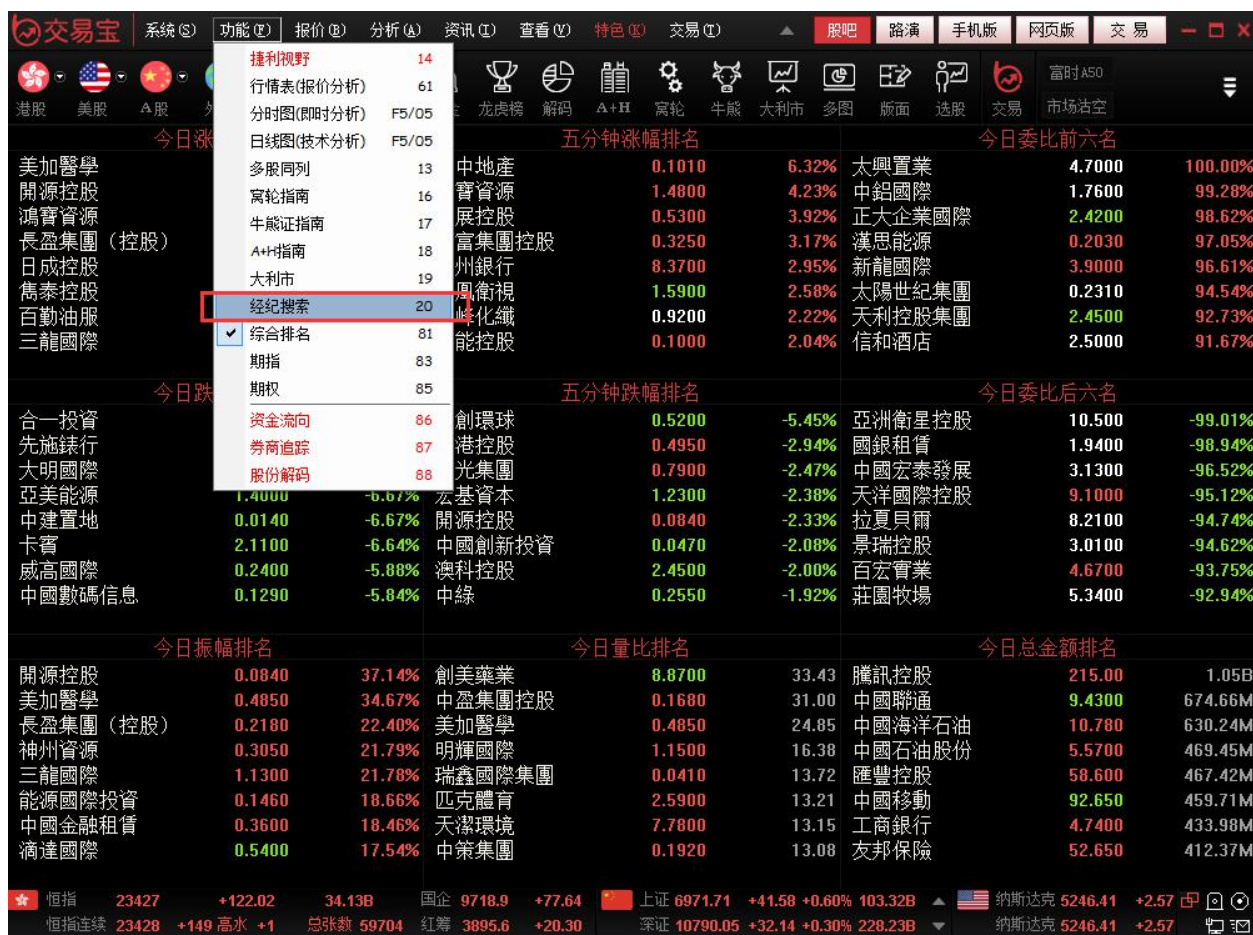 交易宝 系统(S) 功能(F) 报价(B) 分析(A) 资讯(I) 查看(V) 特色(K) 交易(T) 股吧 路演 手机版 网页版 交易
富时A50
港股 美股 A股 龙虎榜 解码 A+H 窝轮 牛熊 大利市 多图 版面 选股 交易 市场沽空
捷利视野 14
行情表(报价分析) 61
分时图(即时分析) F5/05
日线图(技术分析) F5/05
多股同列 13
窝轮指南 16
牛熊证指南 17
A+H指南 18
大利市 19
经纪搜索 20
综合排名 81
期指 83
期权 85
资金流向 86
券商追踪 87
股份解码 88
今日涨 五分钟涨幅排名 今日委比前六名
美加醫學 中地產 0.1010 6.32% 太興置業 4.7000 100.00%
開源控股 寶資源 1.4800 4.23% 中鋁國際 1.7600 99.28%
鴻寶資源 展控股 0.5300 3.92% 正大企業國際 2.4200 98.62%
長盈集團（控股） 富集團控股 0.3250 3.17% 漢思能源 0.2030 97.05%
日成控股 州銀行 8.3700 2.95% 新龍國際 3.9000 96.61%
雋泰控股 凰衛視 1.5900 2.58% 太陽世紀集團 0.2310 94.54%
百勤油服 峰化纖 0.9200 2.22% 天利控股集團 2.4500 92.73%
三龍國際 能控股 0.1000 2.04% 信和酒店 2.5000 91.67%
今日跌 五分钟跌幅排名 今日委比后六名
合一投資 創環球 0.5200 -5.45% 亞洲衛星控股 10.500 -99.01%
先施錶行 港控股 0.4950 -2.94% 國銀租賃 1.9400 -98.94%
大明國際 光集團 0.7900 -2.47% 中國宏泰發展 3.1300 -96.52%
亞美能源 1.4000 -6.67% 宏基資本 1.2300 -2.38% 天洋國際控股 9.1000 -95.12%
中建置地 0.0140 -6.67% 開源控股 0.0840 -2.33% 拉夏貝爾 8.2100 -94.74%
卡賓 2.1100 -6.64% 中國創新投資 0.0470 -2.08% 景瑞控股 3.0100 -94.62%
威高國際 0.2400 -5.88% 澳科控股 2.4500 -2.00% 百宏實業 4.6700 -93.75%
中國數碼信息 0.1290 -5.84% 中綠 0.2550 -1.92% 莊園牧場 5.3400 -92.94%
今日振幅排名 今日量比排名 今日总金额排名
開源控股 0.0840 37.14% 創美藥業 8.8700 33.43 騰訊控股 215.00 1.05B
美加醫學 0.4850 34.67% 中盈集團控股 0.1680 31.00 中國聯通 9.4300 674.66M
長盈集團（控股） 0.2180 22.40% 美加醫學 0.4850 24.85 中國海洋石油 10.780 630.24M
神州資源 0.3050 21.79% 明輝國際 1.1500 16.38 中國石油股份 5.5700 469.45M
三龍國際 1.1300 21.78% 瑞鑫國際集團 0.0410 13.72 匯豐控股 58.600 467.42M
能源國際投資 0.1460 18.66% 匹克體育 2.5900 13.21 中國移動 92.650 459.71M
中國金融租賃 0.3600 18.46% 天潔環境 7.7800 13.15 工商銀行 4.7400 433.98M
滴達國際 0.5400 17.54% 中策集團 0.1920 13.08 友邦保險 52.650 412.37M
恒指 23427 +122.02 34.13B 国企 9718.9 +77.64 上证 6971.71 +41.58 +0.60% 103.32B 纳斯达克 5246.41 +2.57
恒指连续 23428 +149 高水 +1 总张数 59704 红筹 3895.6 +20.30 深证 10790.05 +32.14 +0.30% 228.23B 纳斯达克 5246.41 +2.57